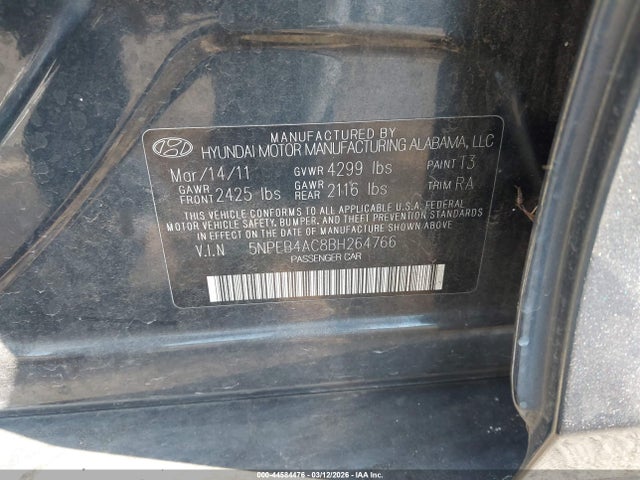 MANUFACTURED BY
HYUNDAI MOTOR MANUFACTURING ALABAMA, LLC
Mar/14/11 GVWR 4299 lbs PAINT T3
GAWR FRONT 2425 lbs GAWR REAR 2116 lbs TRIM RA
THIS VEHICLE CONFORMS TO ALL APPLICABLE U.S.A. FEDERAL
MOTOR VEHICLE SAFETY, BUMPER, AND THEFT PREVENTION STANDARDS
IN EFFECT ON THE DATE OF MANUFACTURE SHOWN ABOVE.
V.I.N 5NPEB4AC8BH264766
PASSENGER CAR
000-44584476 - 03/12/2026 - IAAI.COM